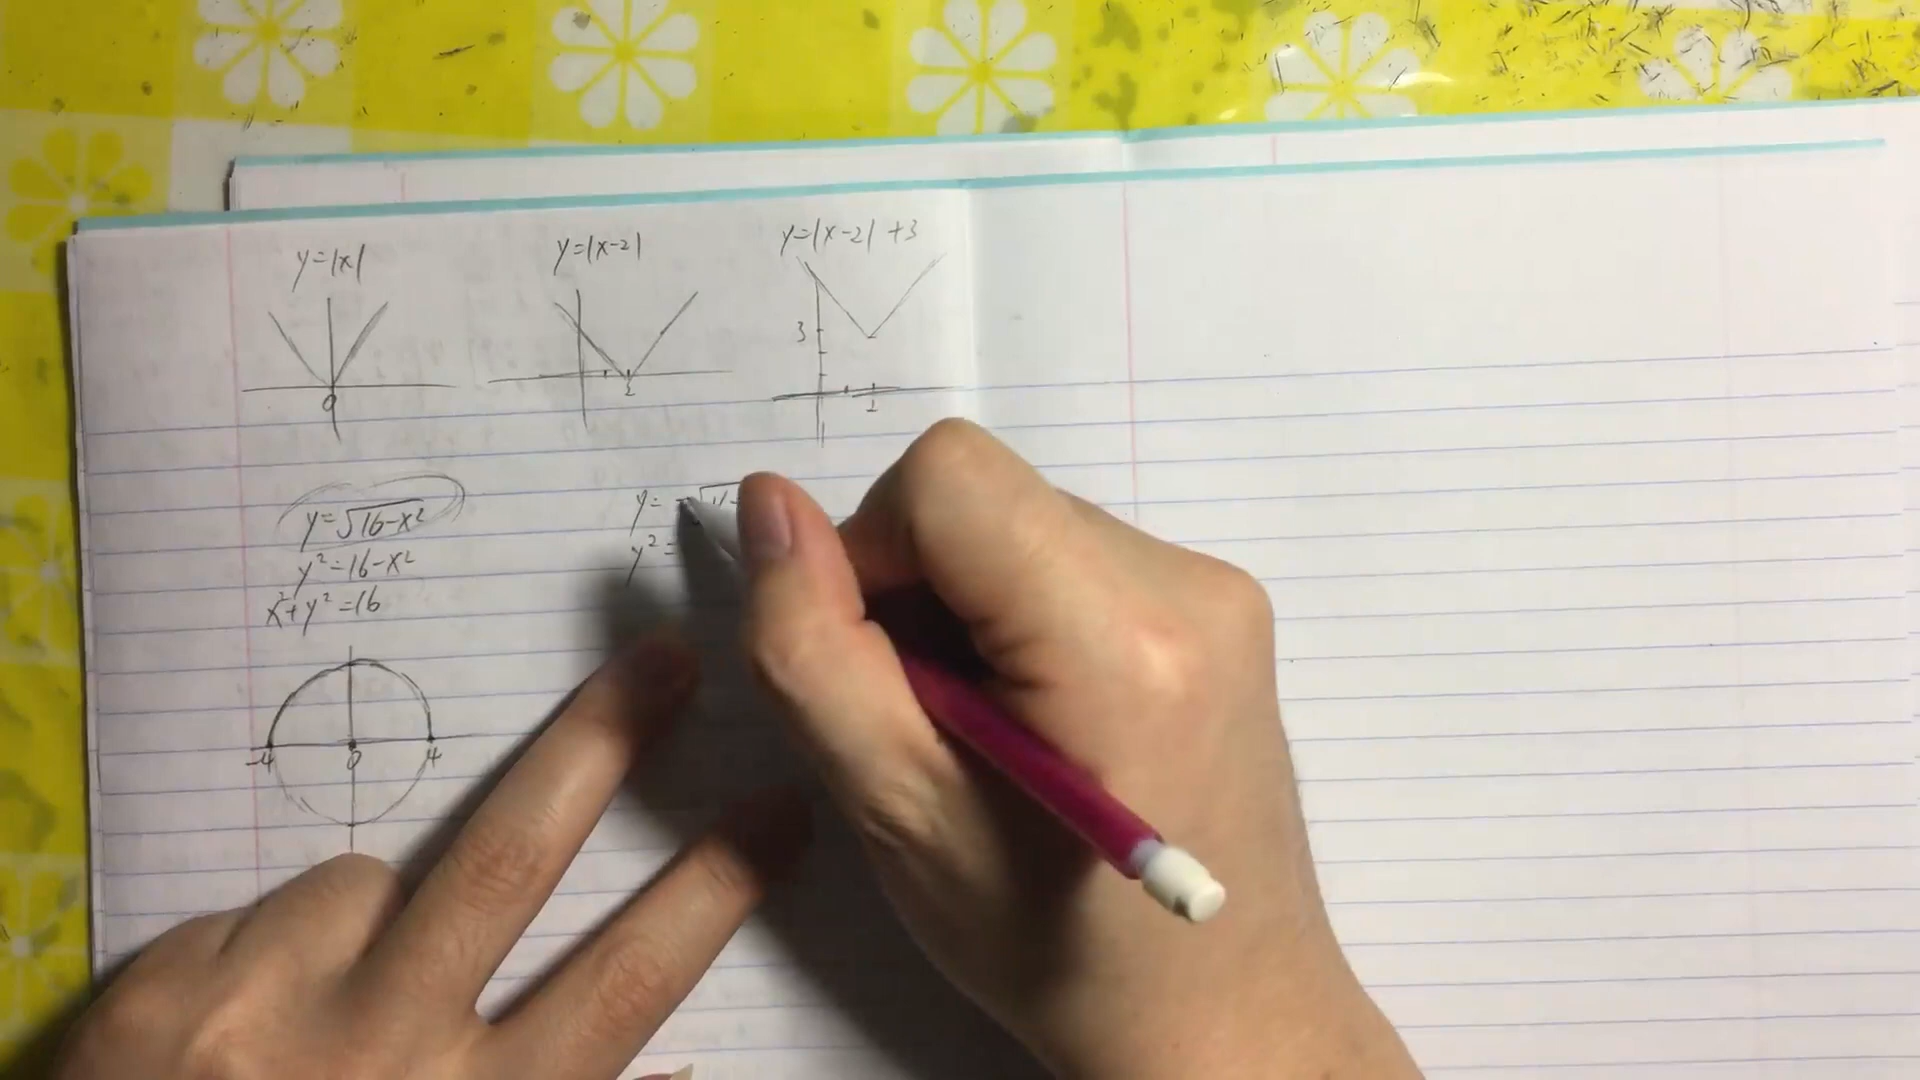 y=|x|
y=|x-2|
y=|x-2| +3
0
2
3
2
y=√16-x²
y²=16-x²
x²+y²=16
-4 0 4
y= -√
y²=